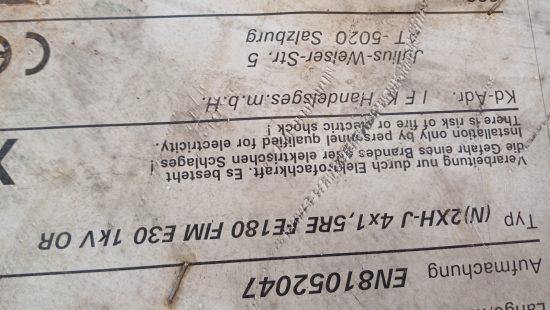 Aufmachung EN81052047
Typ (N)2XH-J 4x1,5RE FE180 FIM E30 1kV OR
Verarbeitung nur durch Elektrofachkraft. Es besteht
die Gefahr eines Brandes oder elektrischen Schlages !
Installation only by personnel qualified for electricity.
There is risk of fire or electric shock !
Kd-Adr. I F K Handelsges.m.b.H.
Julius-Weiser-Str. 5
T -5020 Salzburg
CE